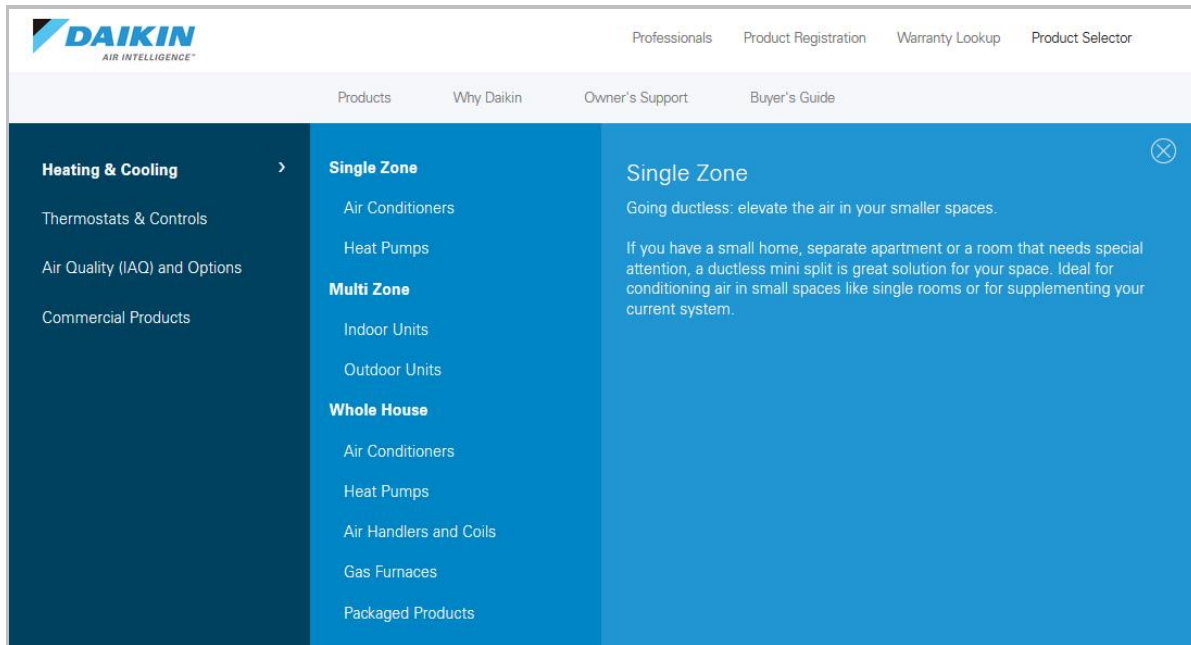 DAIKIN
AIR INTELLIGENCE™
Professionals Product Registration Warranty Lookup Product Selector
Products Why Daikin Owner's Support Buyer's Guide
Heating & Cooling ›
Thermostats & Controls
Air Quality (IAQ) and Options
Commercial Products
Single Zone
Air Conditioners
Heat Pumps
Multi Zone
Indoor Units
Outdoor Units
Whole House
Air Conditioners
Heat Pumps
Air Handlers and Coils
Gas Furnaces
Packaged Products
Single Zone
Going ductless: elevate the air in your smaller spaces.
If you have a small home, separate apartment or a room that needs special
attention, a ductless mini split is great solution for your space. Ideal for
conditioning air in small spaces like single rooms or for supplementing your
current system.